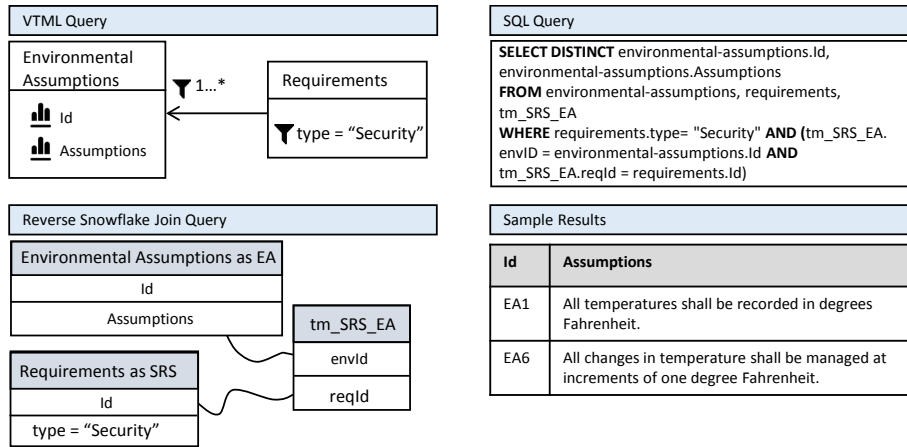 VTML Query
Environmental
Assumptions
Id
Assumptions
1...*
Requirements
type = “Security”
SQL Query
SELECT DISTINCT environmental-assumptions.Id,
environmental-assumptions.Assumptions
FROM environmental-assumptions, requirements,
tm_SRS_EA
WHERE requirements.type= "Security" AND (tm_SRS_EA.
envID = environmental-assumptions.Id AND
tm_SRS_EA.reqId = requirements.Id)
Reverse Snowflake Join Query
Environmental Assumptions as EA
Id
Assumptions
tm_SRS_EA
envId
reqId
Requirements as SRS
Id
type = “Security”
Sample Results
Id Assumptions
EA1 All temperatures shall be recorded in degrees
Fahrenheit.
EA6 All changes in temperature shall be managed at
increments of one degree Fahrenheit.